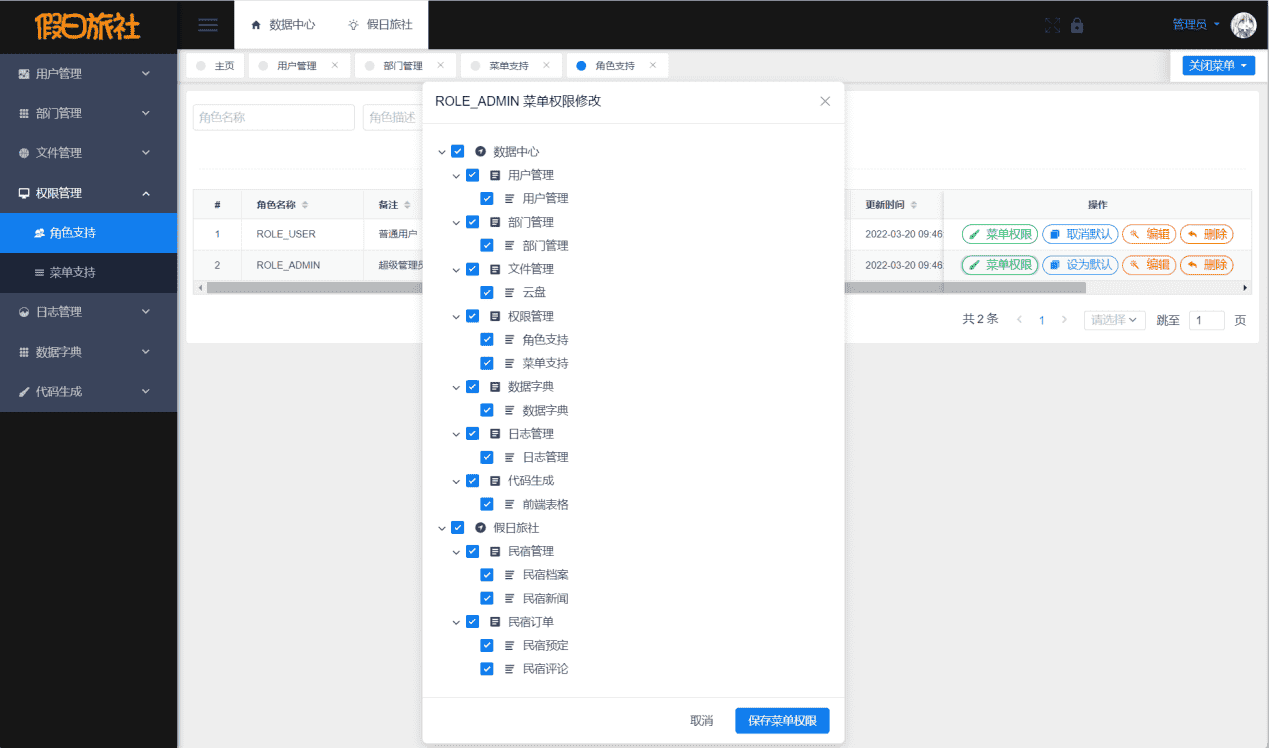 假日旅社
数据中心
假日旅社
管理员
主页
用户管理
部门管理
菜单支持
角色支持
关闭菜单
用户管理
部门管理
文件管理
权限管理
角色支持
菜单支持
日志管理
数据字典
代码生成
角色名称
角色描述
# 角色名称 备注 更新时间 操作
1 ROLE_USER 普通用户 2022-03-20 09:46: 菜单权限 取消默认 编辑 删除
2 ROLE_ADMIN 超级管理员 2022-03-20 09:46: 菜单权限 设为默认 编辑 删除
共 2 条 1 请选择 跳至 1 页
ROLE_ADMIN 菜单权限修改
数据中心
用户管理
用户管理
部门管理
部门管理
文件管理
云盘
权限管理
角色支持
菜单支持
数据字典
数据字典
日志管理
日志管理
代码生成
前端表格
假日旅社
民宿管理
民宿档案
民宿新闻
民宿订单
民宿预定
民宿评论
取消 保存菜单权限